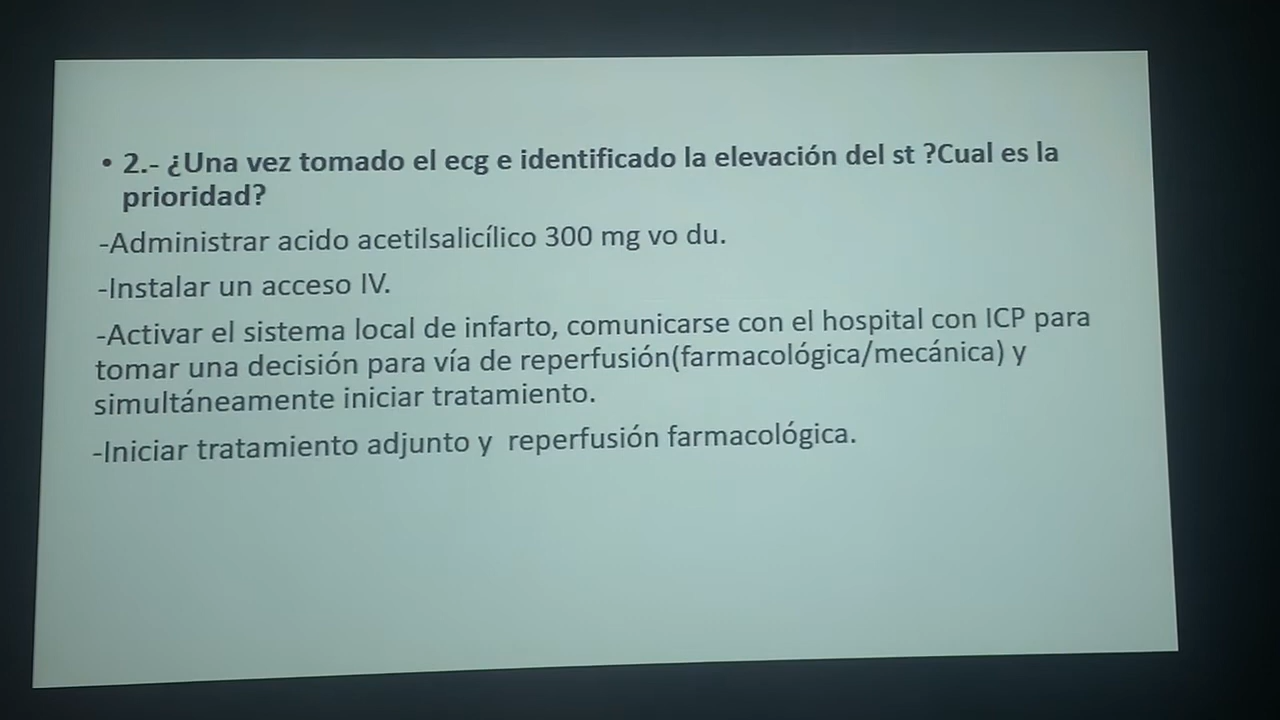 • 2.- ¿Una vez tomado el ecg e identificado la elevación del st ?Cual es la
prioridad?
-Administrar acido acetilsalicílico 300 mg vo du.
-Instalar un acceso IV.
-Activar el sistema local de infarto, comunicarse con el hospital con ICP para
tomar una decisión para vía de reperfusión(farmacológica/mecánica) y
simultáneamente iniciar tratamiento.
-Iniciar tratamiento adjunto y reperfusión farmacológica.